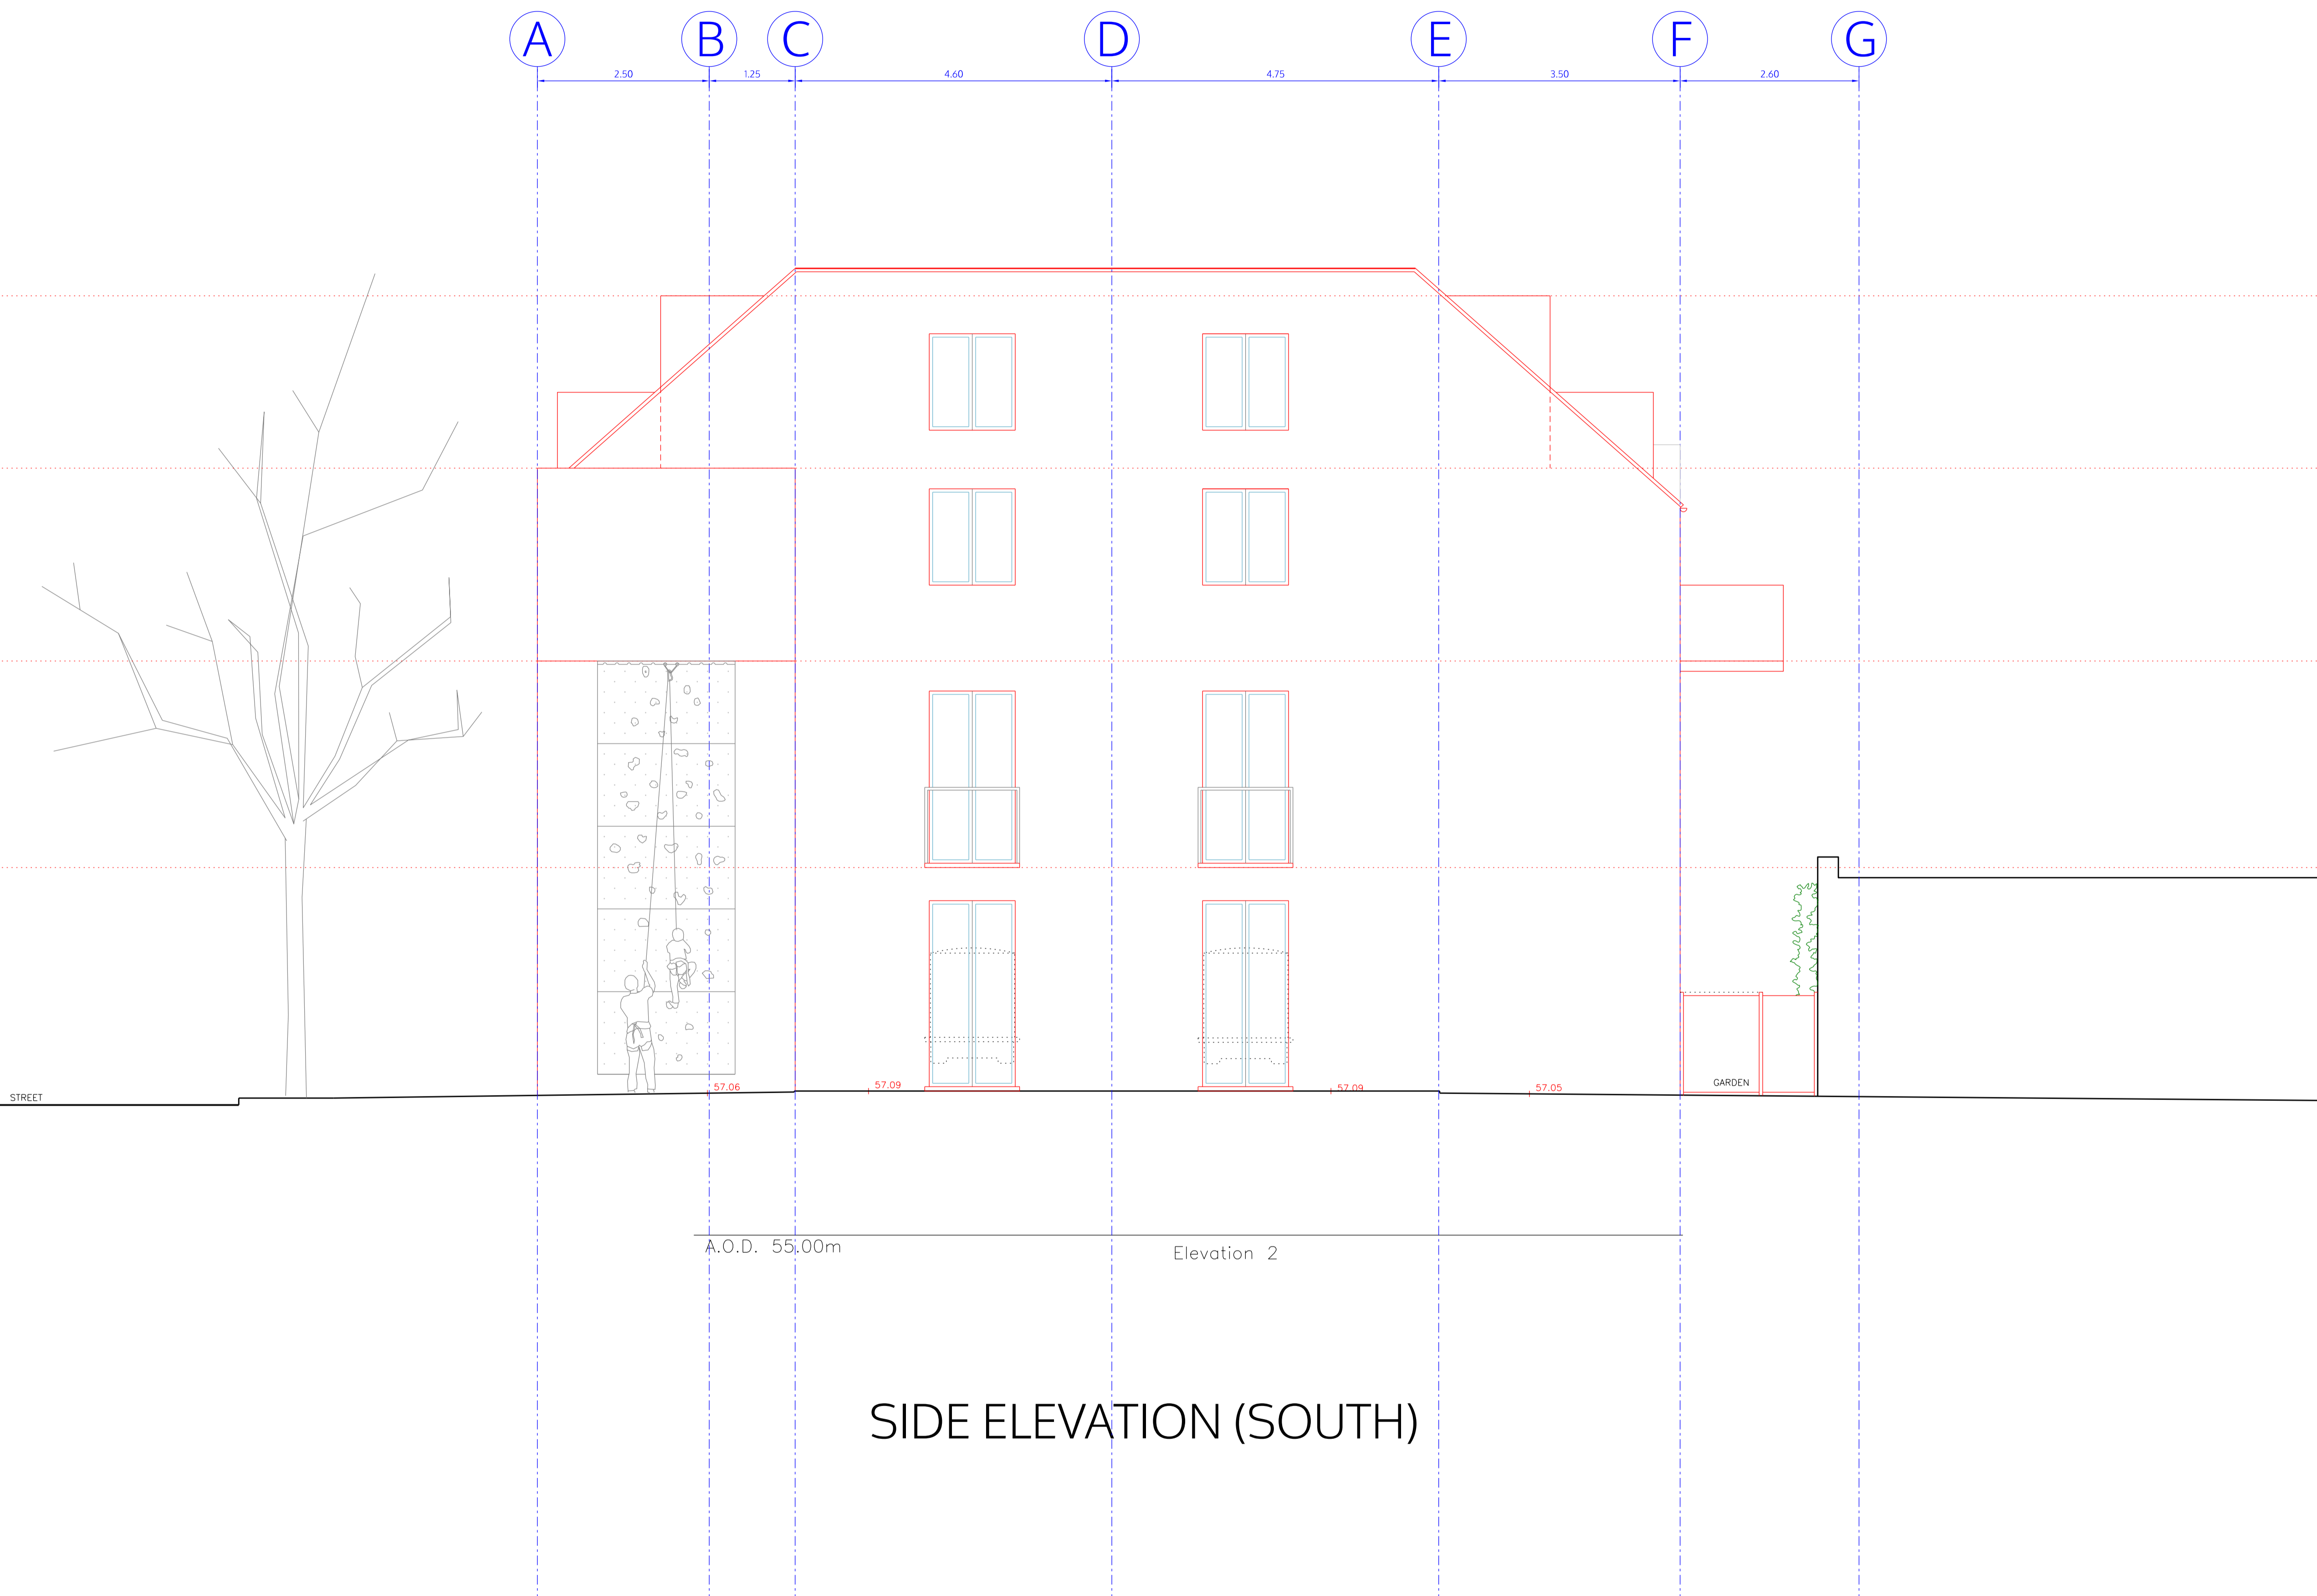 A B C D E F G
2.50 1.25 4.60 4.75 3.50 2.60
57.06 57.09 57.09 57.05
GARDEN
STREET
A.O.D. 55.00m
Elevation 2
SIDE ELEVATION (SOUTH)